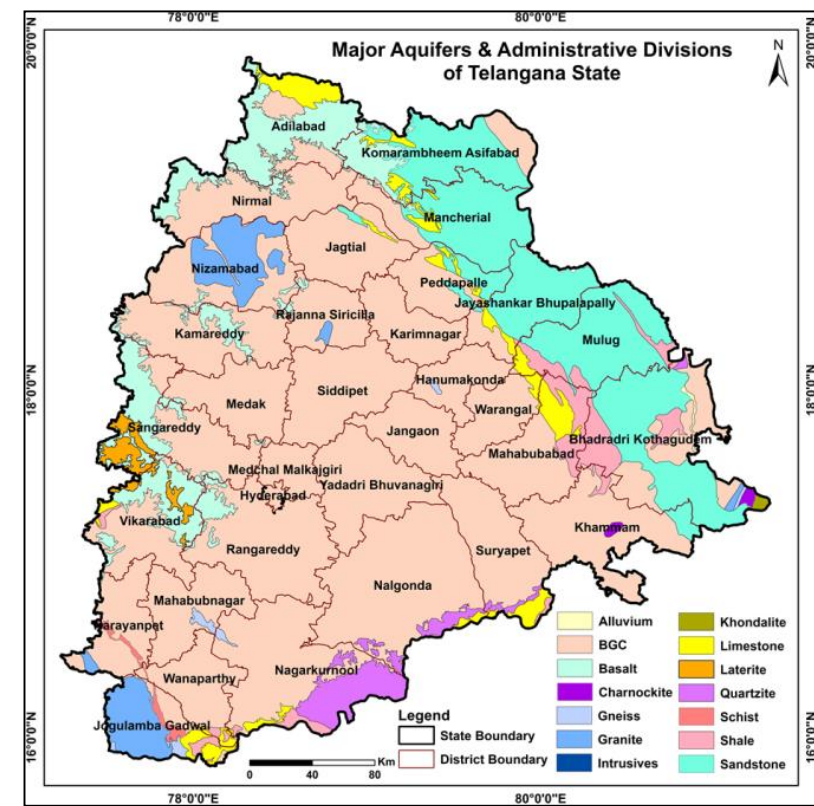 78°0'0"E 80°0'0"E
20°0'0"N 20°0'0"N
Major Aquifers & Administrative Divisions
of Telangana State
N
Adilabad
Komarambheem Asifabad
Nirmal
Mancherial
Jagtial
Nizamabad
Peddapalle
Jayashankar Bhupalapally
Rajanna Siricilla
Kamareddy
Karimnagar
Mulug
18°0'0"N 18°0'0"N
Hanumakonda
Siddipet
Medak
Warangal
Sangareddy
Jangaon
Bhadradri Kothagudem
Mahabubabad
Medchal Malkajgiri
Yadadri Bhuvanagiri
Hyderabad
Vikarabad
Khammam
Rangareddy
Suryapet
Nalgonda
Mahabubnagar
Narayanpet
Nagarkurnool
Wanaparthy
Jogulamba Gadwal
16°0'0"N 16°0'0"N
Legend
State Boundary
District Boundary
Alluvium
BGC
Basalt
Charnockite
Gneiss
Granite
Intrusives
Khondalite
Limestone
Laterite
Quartzite
Schist
Shale
Sandstone
Km
0 40 80
78°0'0"E 80°0'0"E